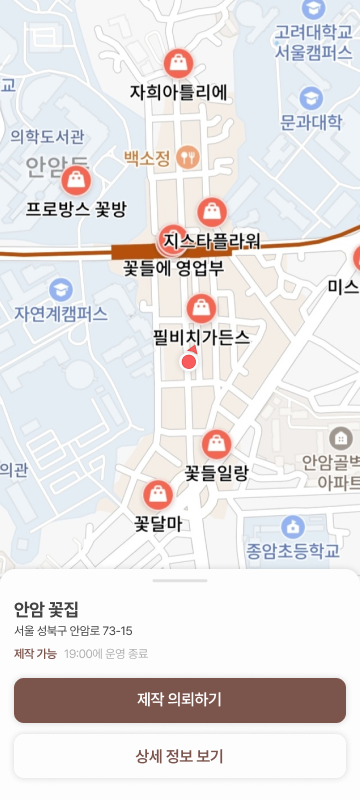 고려대학교
서울캠퍼스
교
자희아틀리에
문과대학
의학도서관
백소정
안암동
프로방스 꽃방
지스타플라워
꽃들에 영업부
미스
자연계캠퍼스
필비치가든스
꽃들일랑
안암골벽
아파트
의관
꽃달마
종암초등학교
안암 꽃집
서울 성북구 안암로 73-15
제작 가능 19:00에 운영 종료
제작 의뢰하기
상세 정보 보기